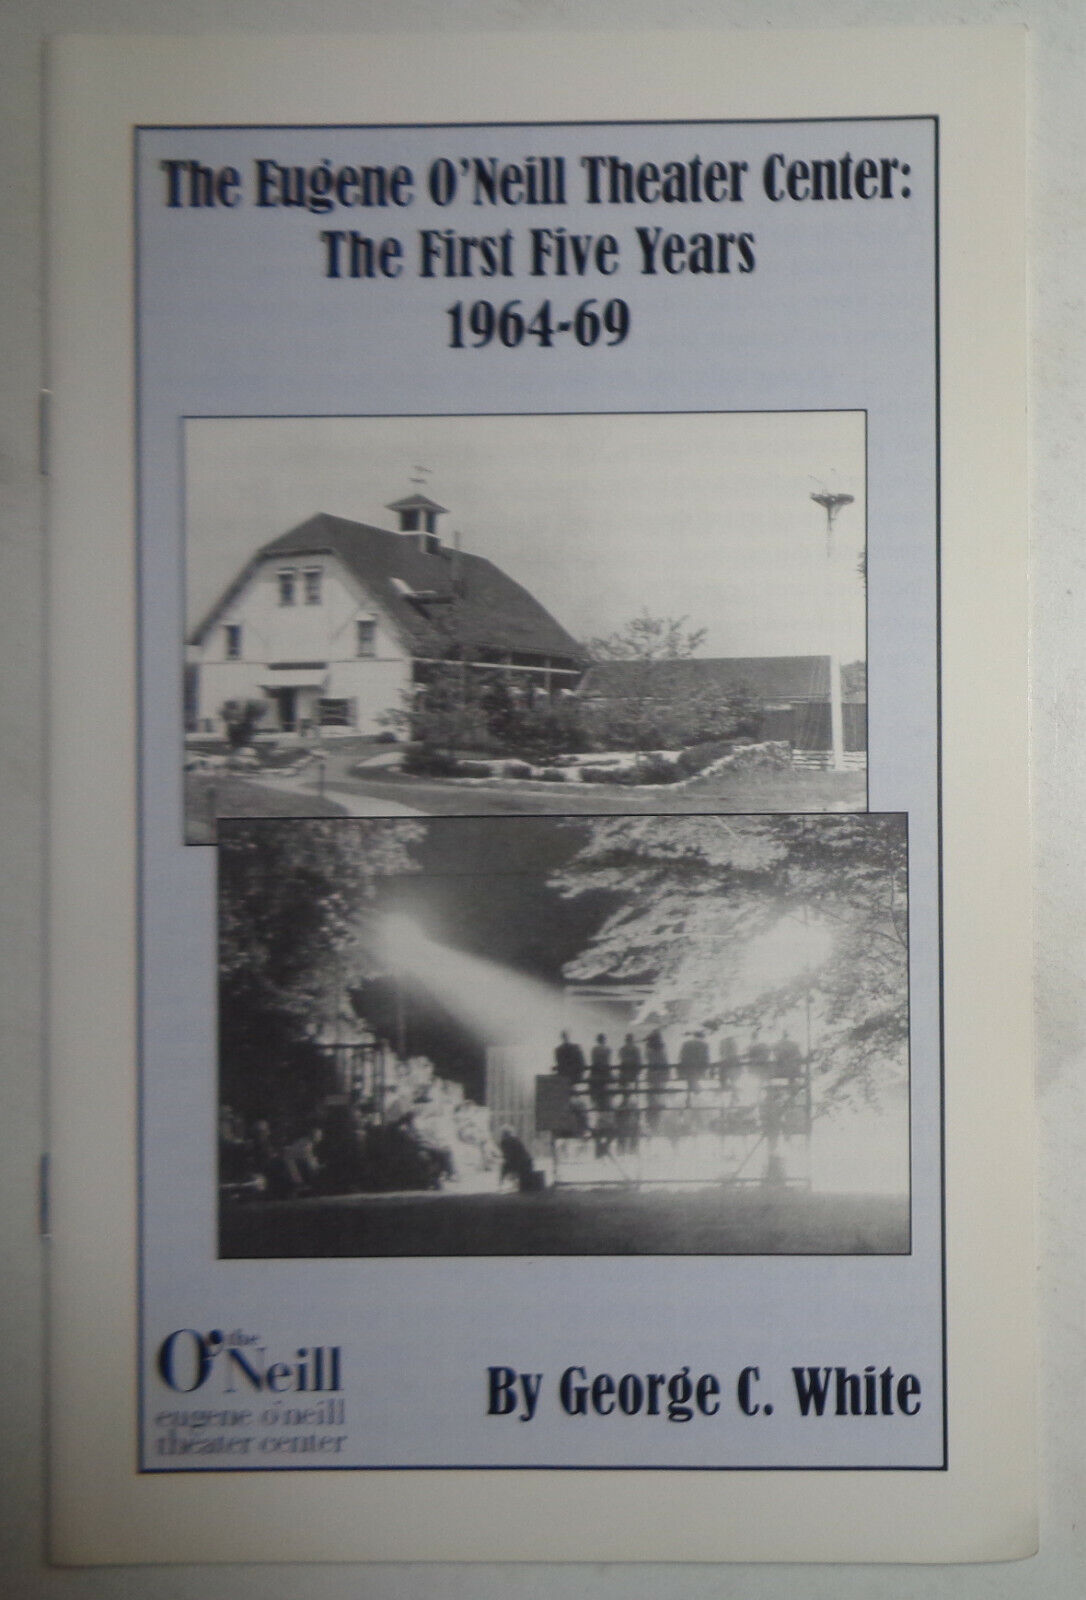 The Eugene O'Neill Theater Center:
The First Five Years
1964-69
the
O'Neill
eugene o'neill
theater center
By George C. White